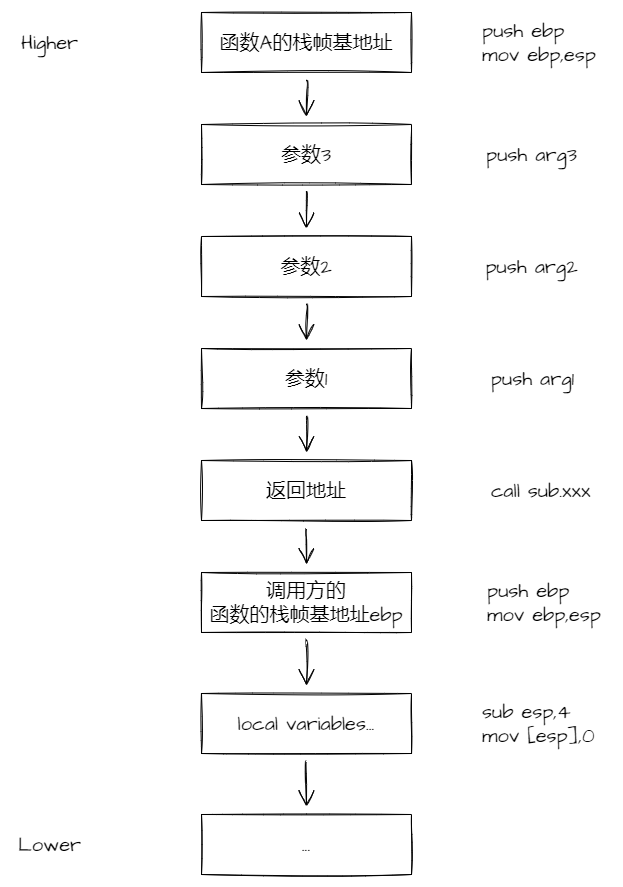 Higher
函数A的栈帧基地址
push ebp
mov ebp,esp
参数3
push arg3
参数2
push arg2
参数1
push arg1
返回地址
call sub.xxx
调用方的
函数的栈帧基地址ebp
push ebp
mov ebp,esp
local variables...
sub esp,4
mov [esp],0
Lower
...